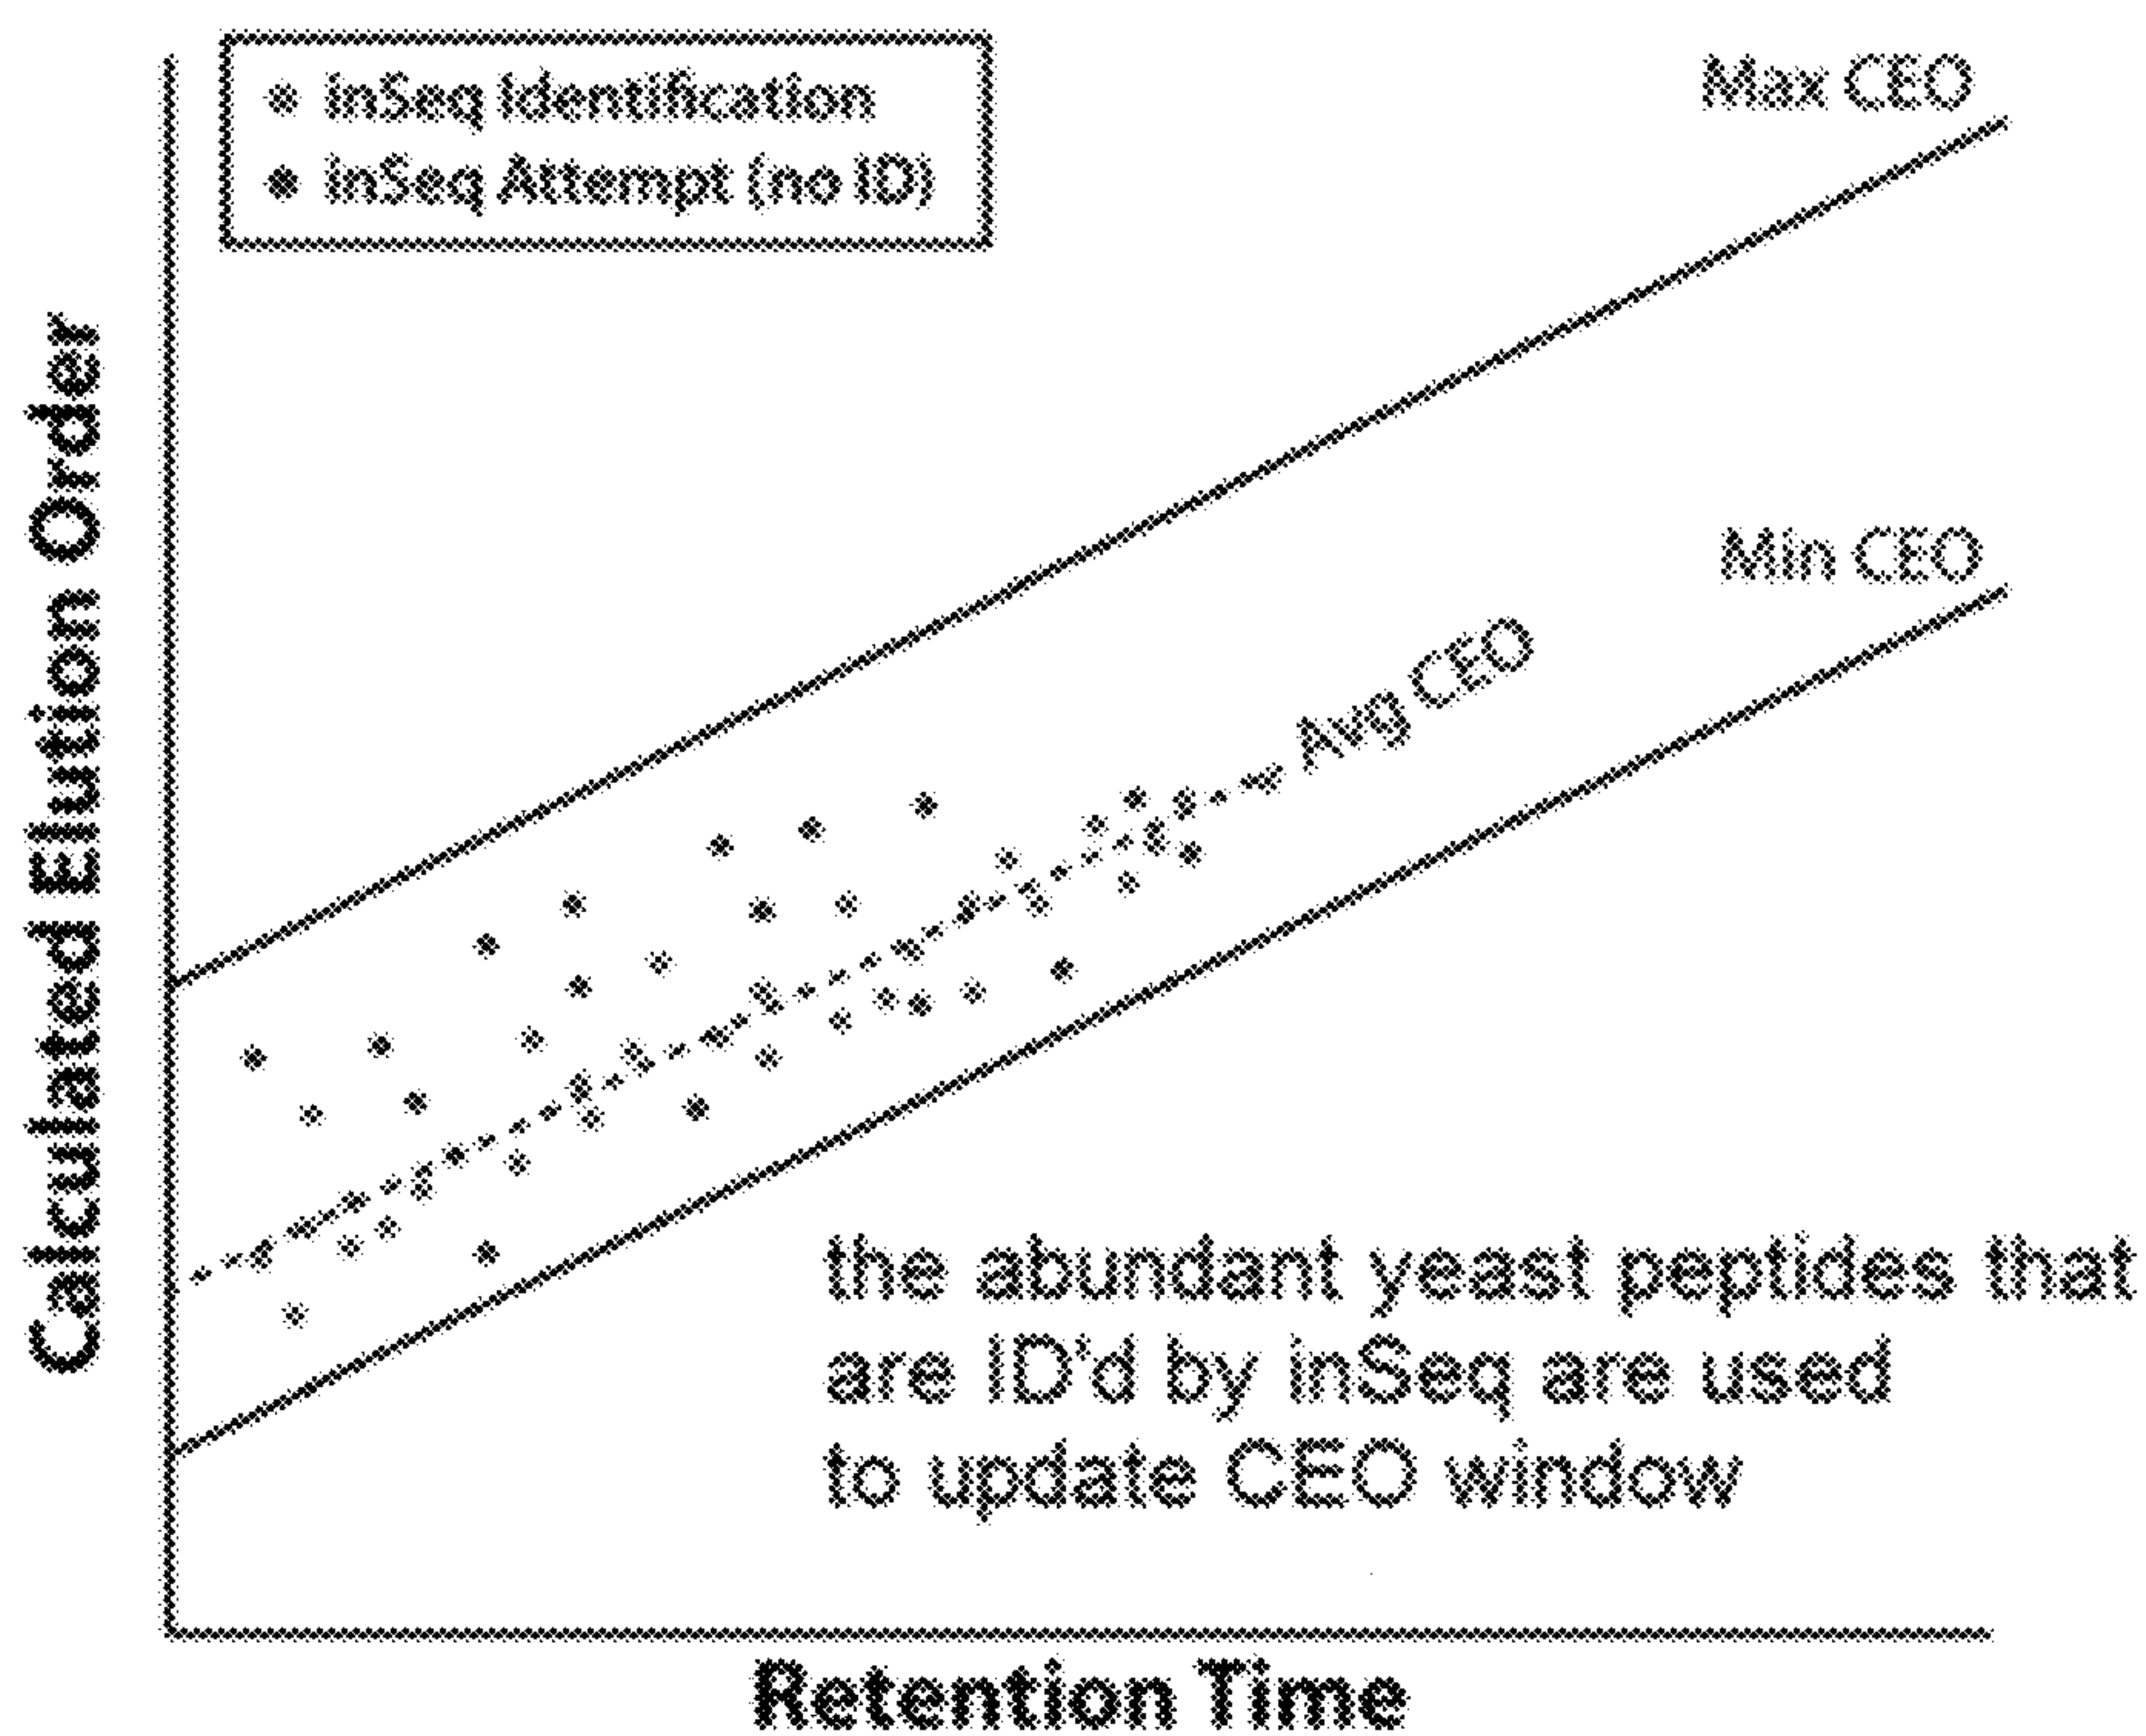 inSeq Identification
inSeq Attempt (no ID)
Max CEO
Min CEO
Avg CEO
Calculated Elution Order
the abundant yeast peptides that
are ID'd by inSeq are used
to update CEO window
Retention Time